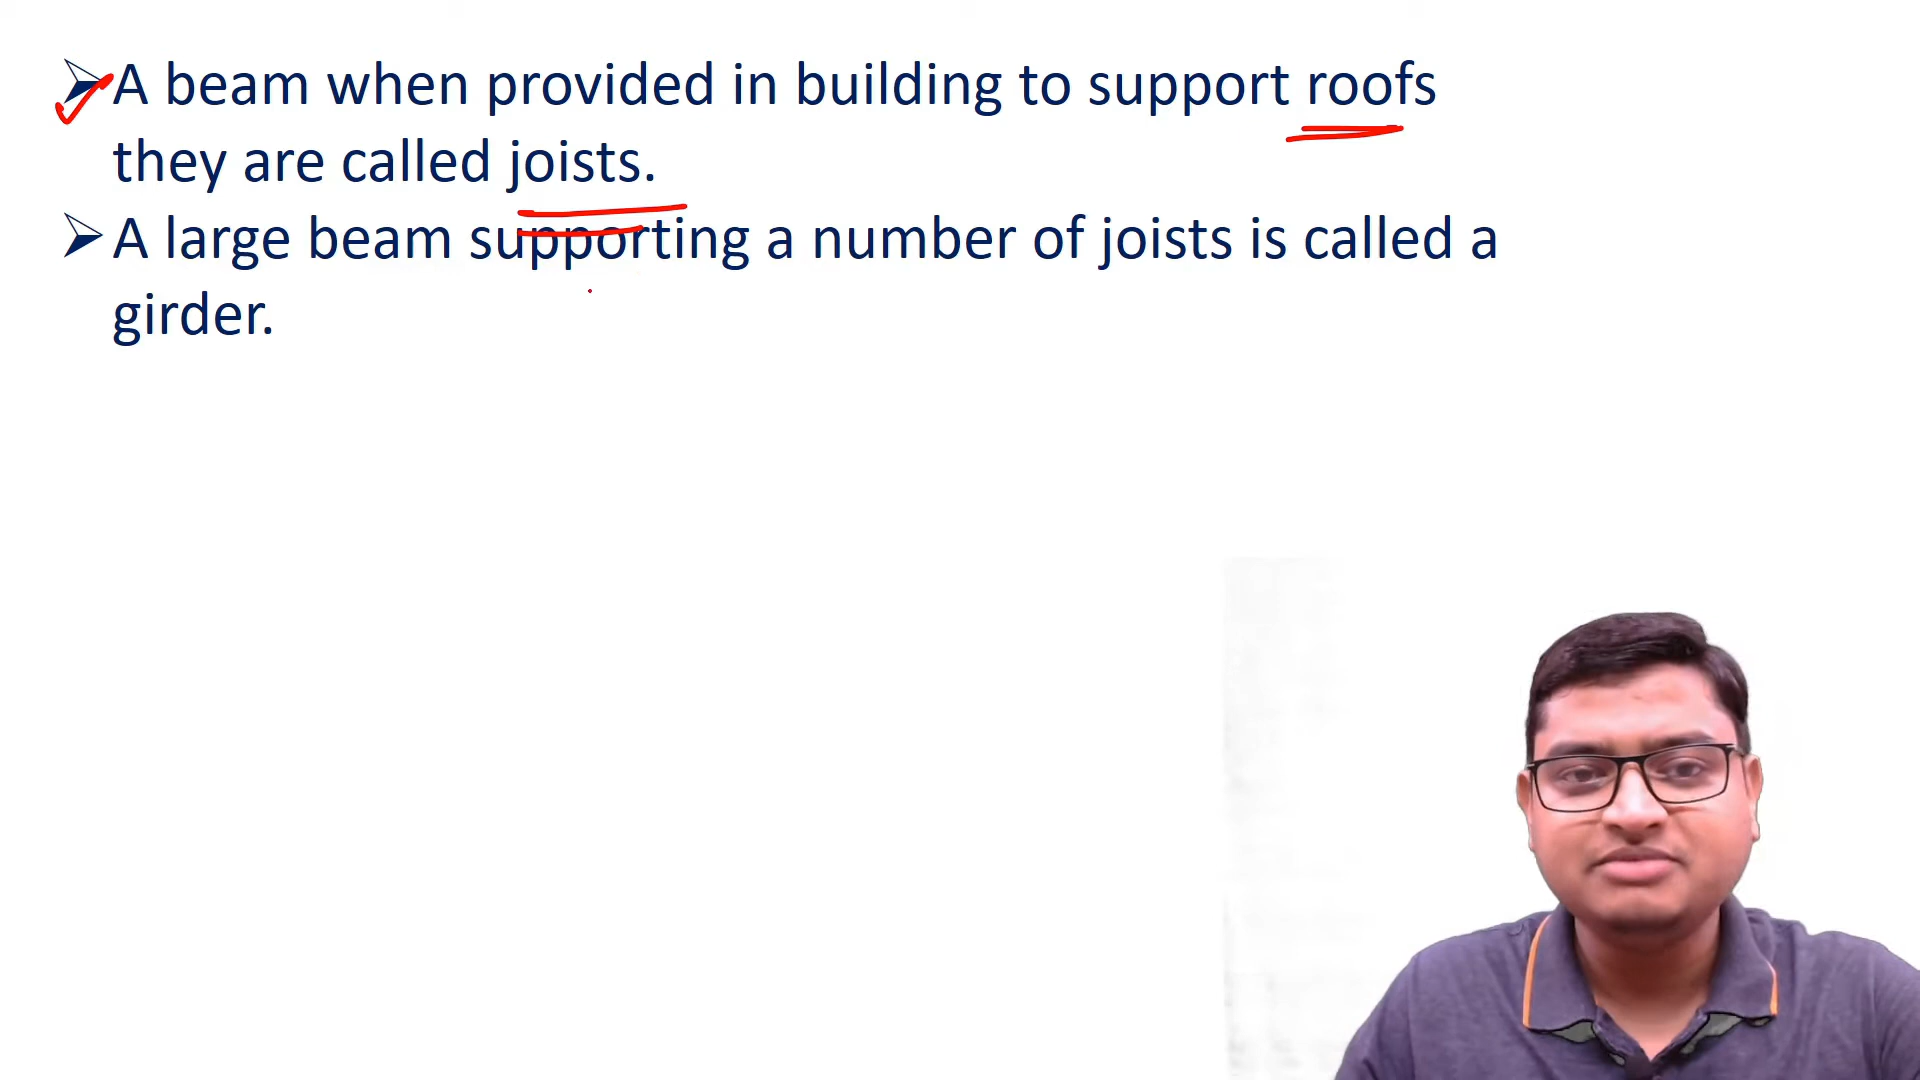 A beam when provided in building to support roofs
they are called joists.
A large beam supporting a number of joists is called a
girder.